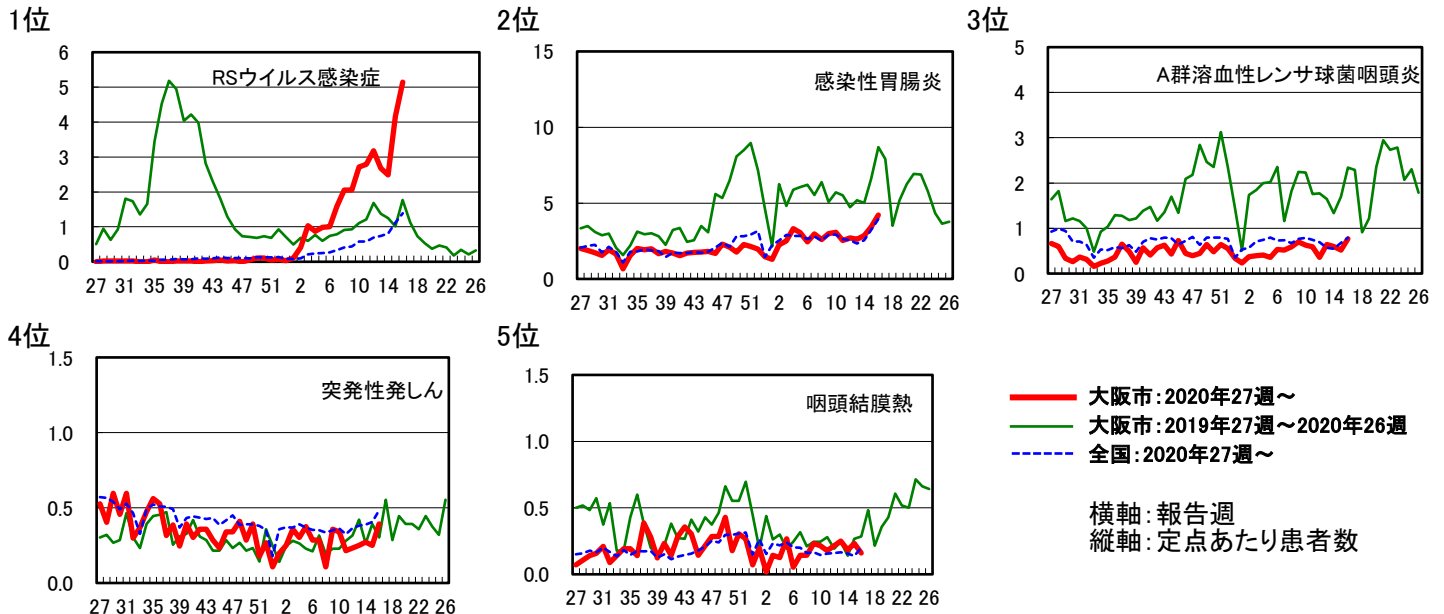 1位
6
5
4
3
2
1
0
RSウイルス感染症
27 31 35 39 43 47 51 2 6 10 14 18 22 26
2位
15
10
5
0
感染性胃腸炎
27 31 35 39 43 47 51 2 6 10 14 18 22 26
3位
5
4
3
2
1
0
A群溶血性レンサ球菌咽頭炎
27 31 35 39 43 47 51 2 6 10 14 18 22 26
4位
1.5
1.0
0.5
0.0
突発性発しん
27 31 35 39 43 47 51 2 6 10 14 18 22 26
5位
1.5
1.0
0.5
0.0
咽頭結膜熱
27 31 35 39 43 47 51 2 6 10 14 18 22 26
大阪市：2020年27週～
大阪市：2019年27週～2020年26週
全国：2020年27週～
横軸：報告週
縦軸：定点あたり患者数